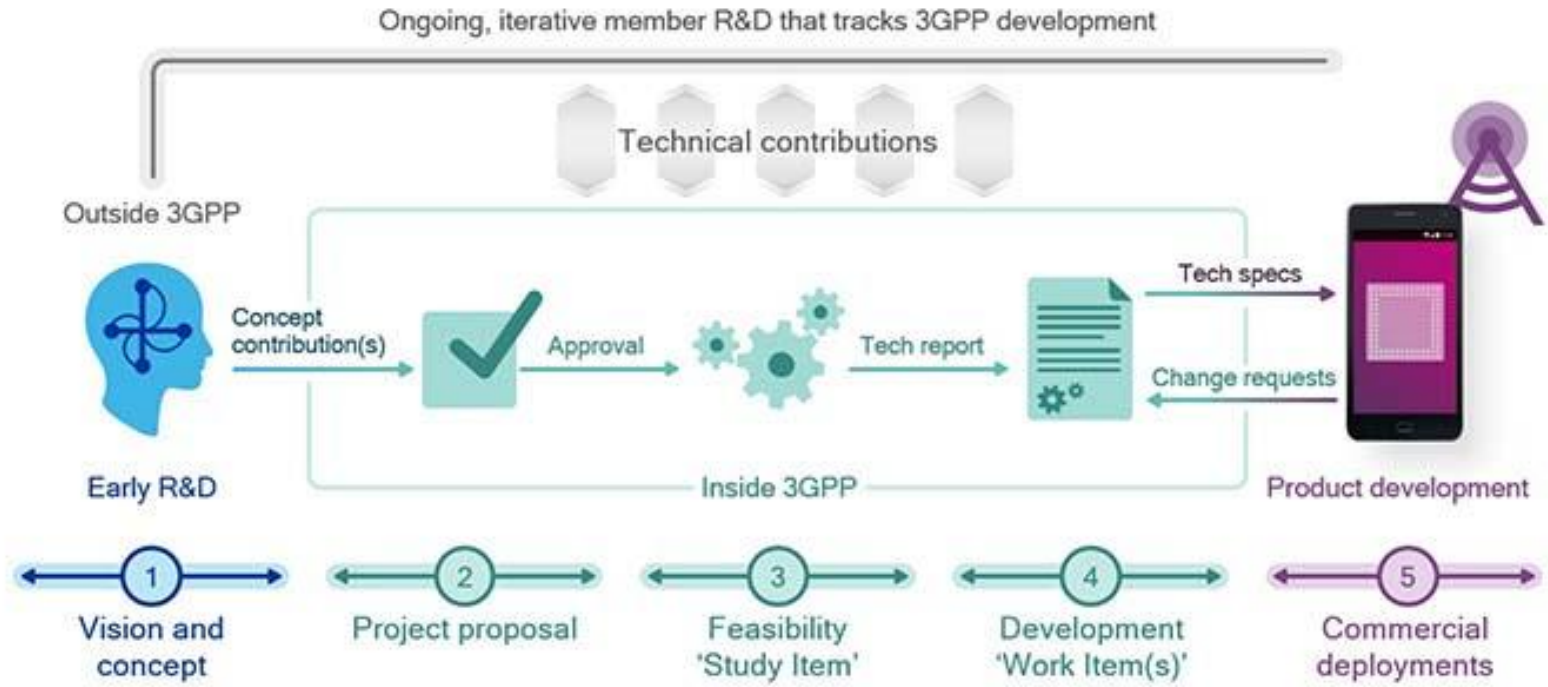 Ongoing, iterative member R&D that tracks 3GPP development
Technical contributions
Outside 3GPP
Concept
contribution(s)
Approval
Tech report
Tech specs
Change requests
Early R&D
Inside 3GPP
Product development
1
2
3
4
5
Vision and
concept
Project proposal
Feasibility
‘Study Item’
Development
‘Work Item(s)’
Commercial
deployments